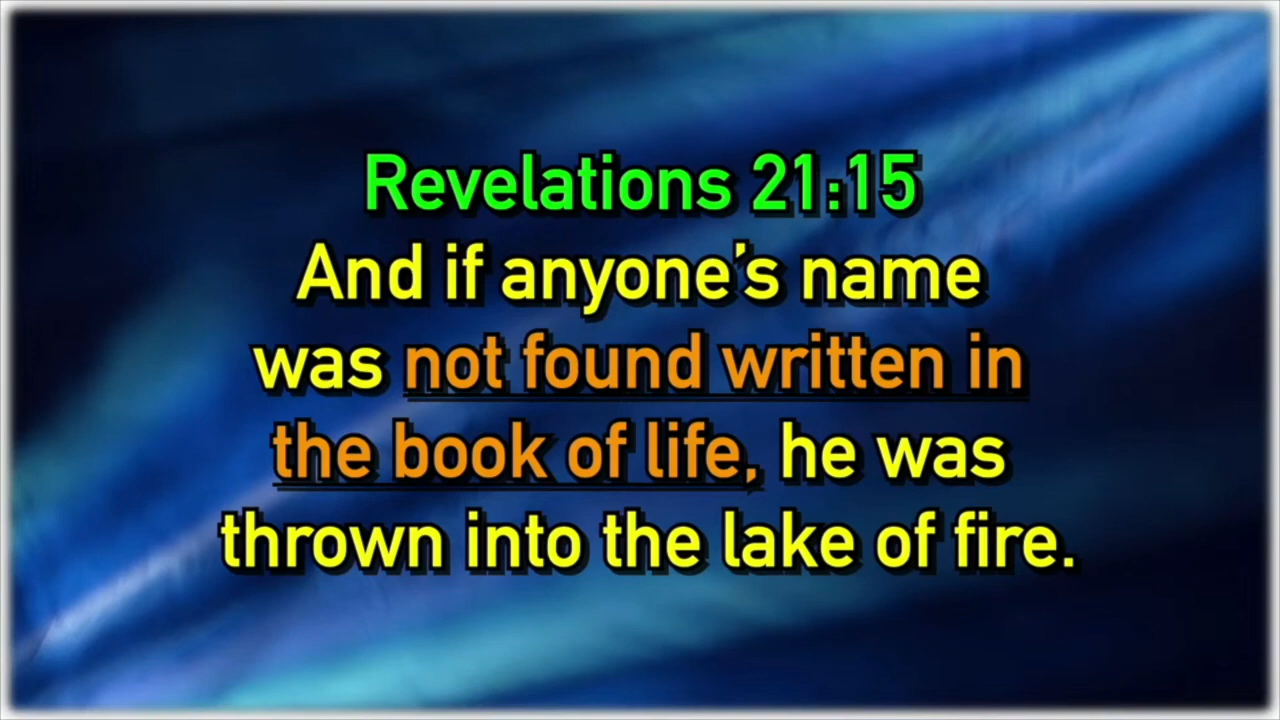 Revelations 21:15
And if anyone's name
was not found written in
the book of life, he was
thrown into the lake of fire.